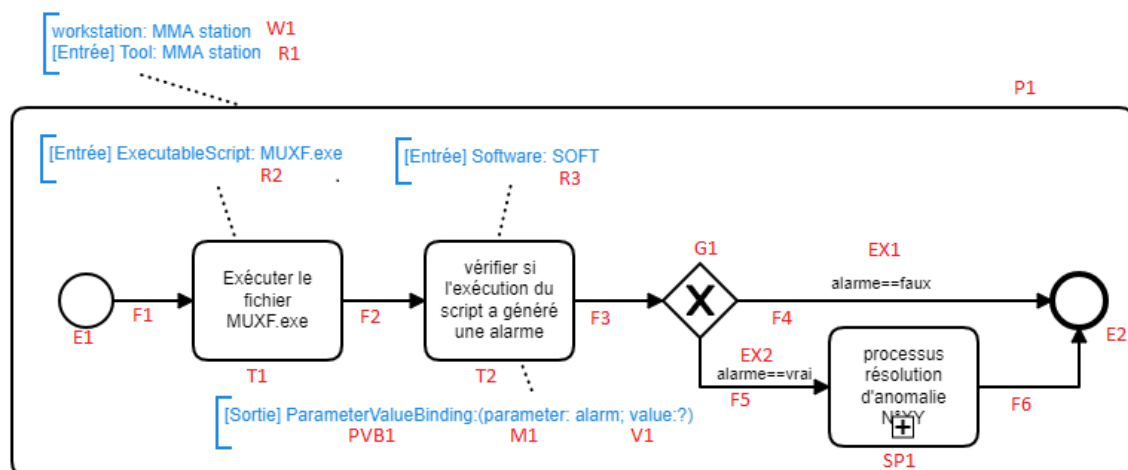 workstation: MMA station W1
[Entrée] Tool: MMA station R1
P1
[Entrée] ExecutableScript: MUXF.exe
R2
[Entrée] Software: SOFT
R3
G1
EX1
Exécuter le
fichier
MUXF.exe
vérifier si
l'exécution du
script a généré
une alarme
X
alarme==faux
E1
F1
F2
F3
F4
E2
T1
T2
EX2
alarme==vrai
F5
processus
résolution
d'anomalie
N°YY
F6
SP1
[Sortie] ParameterValueBinding:(parameter: alarm; value:?)
PVB1 M1 V1